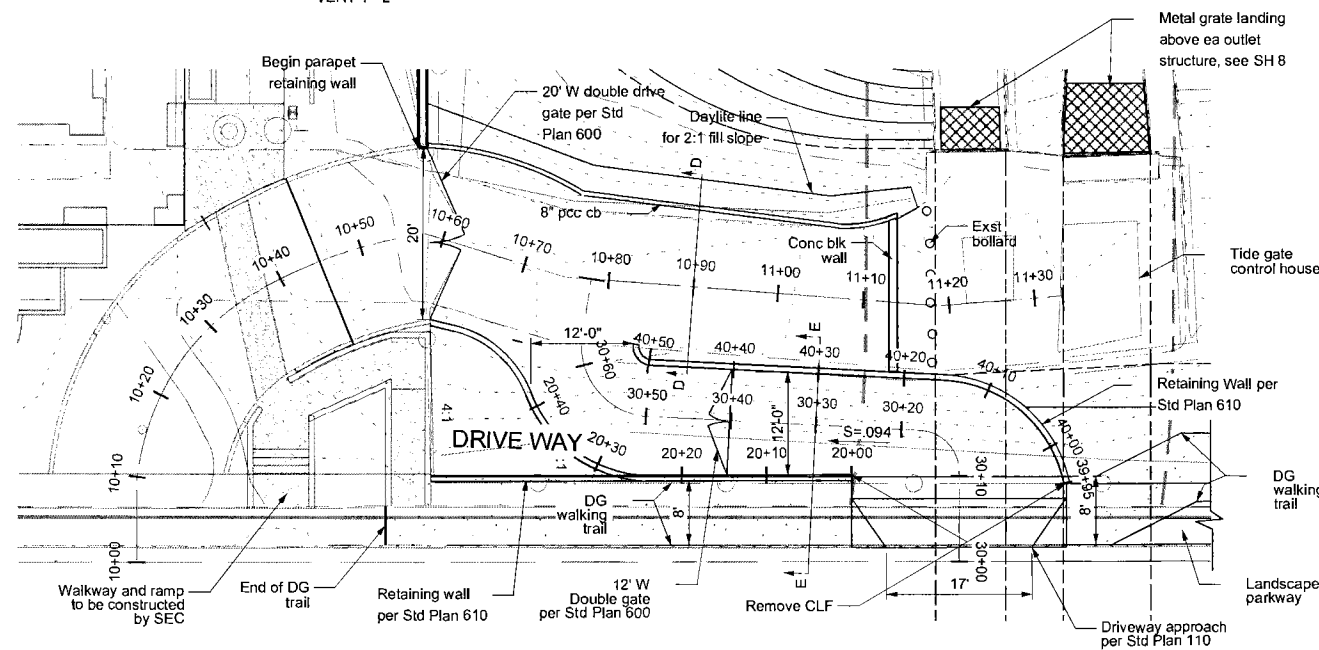 Metal grate landing
above ea outlet
structure, see SH 8
Begin parapet
retaining wall
20' W double drive
gate per Std
Plan 600
Daylite line
for 2:1 fill slope
D
8" pcc cb
Conc blk
wall
Exst
bollard
Tide gate
control house
20'
10+00
10+10
10+20
10+30
10+40
10+50
10+60
10+70
10+80
10+90
11+00
11+10
11+20
11+30
12'-0"
30+60
40+50
40+40
E
40+30
40+20
40+00
39+95
D
30+50
30+40
30+30
30+20
30+10
30+00
12'-0"
S=.094
Retaining Wall per
Std Plan 610
4:1
20+40
DRIVE WAY
20+30
20+20
20+10
20+00
DG
walking
trail
8'
8'
DG
walking
trail
Walkway and ramp
to be constructed
by SEC
End of DG
trail
Retaining wall
per Std Plan 610
12' W
Double gate
per Std Plan 600
E
Remove CLF
17'
Landscape
parkway
Driveway approach
per Std Plan 110